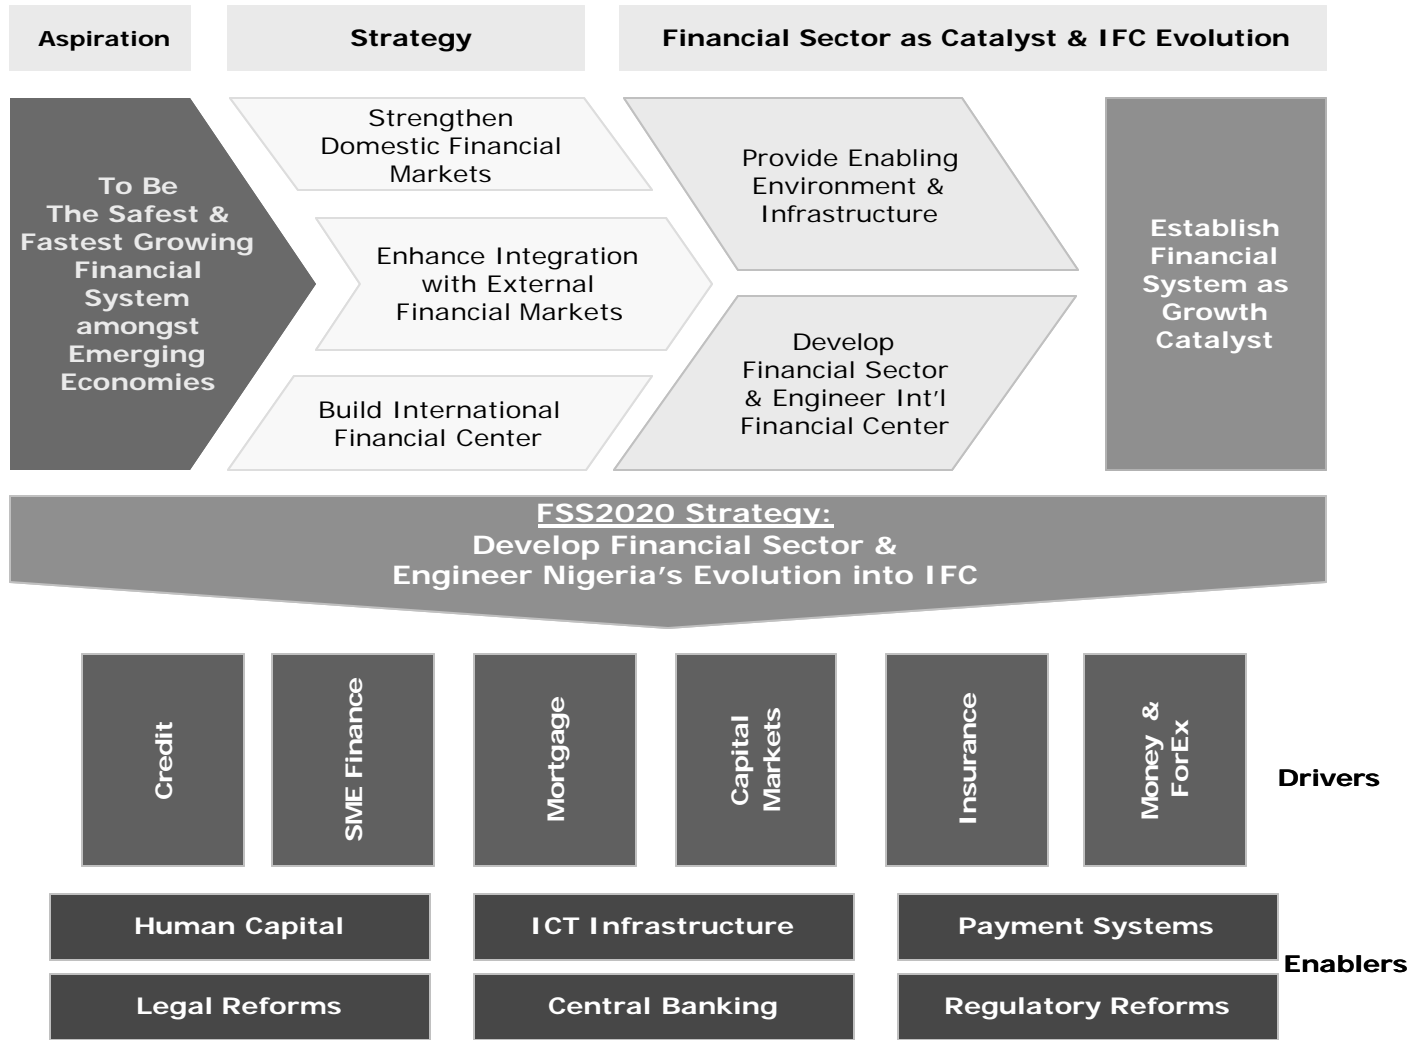 Aspiration
Strategy
Financial Sector as Catalyst & IFC Evolution
To Be
The Safest &
Fastest Growing
Financial
System
amongst
Emerging
Economies
Strengthen
Domestic Financial
Markets
Enhance Integration
with External
Financial Markets
Build International
Financial Center
Provide Enabling
Environment &
Infrastructure
Develop
Financial Sector
& Engineer Int'l
Financial Center
Establish
Financial
System as
Growth
Catalyst
FSS2020 Strategy:
Develop Financial Sector &
Engineer Nigeria's Evolution into IFC
Credit
SME Finance
Mortgage
Capital
Markets
Insurance
Money &
ForEx
Drivers
Human Capital
ICT Infrastructure
Payment Systems
Enablers
Legal Reforms
Central Banking
Regulatory Reforms